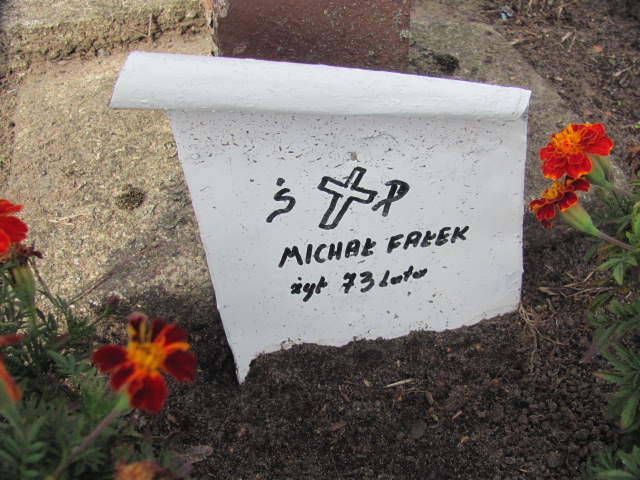 Ś P
MICHAŁ FAŁEK
żył 73 lata